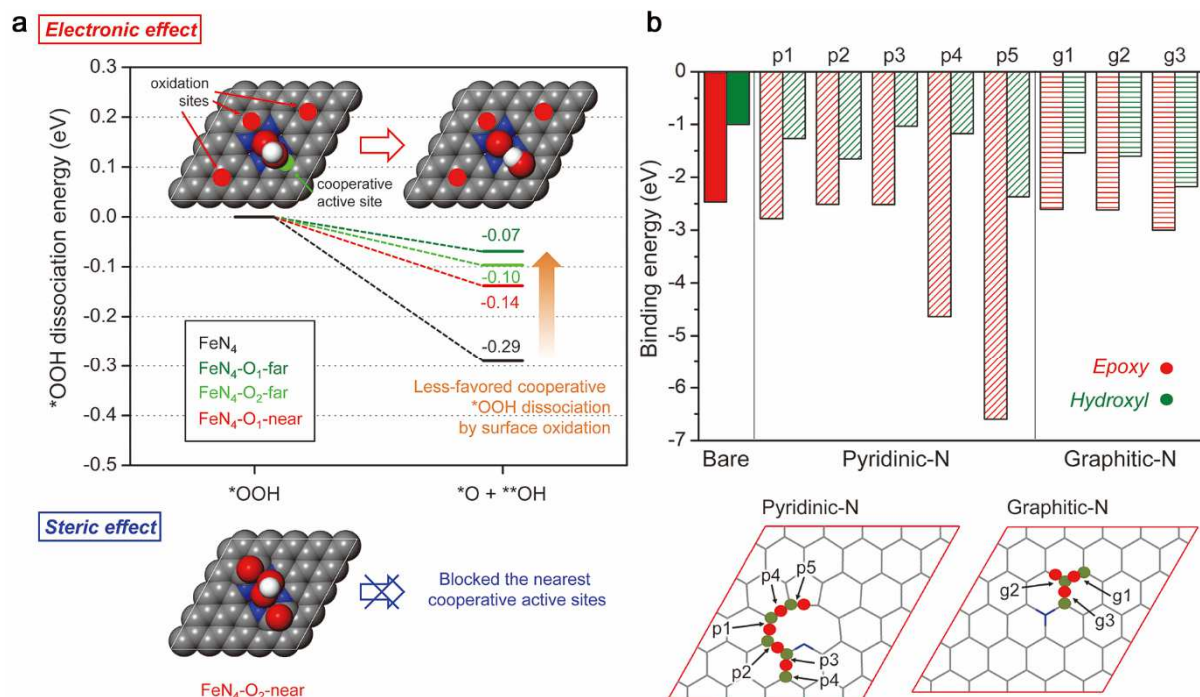 a
Electronic effect
*OOH dissociation energy (eV)
0.3
0.2
0.1
0.0
-0.1
-0.2
-0.3
-0.4
-0.5
oxidation
sites
cooperative
active site
-0.07
-0.10
-0.14
-0.29
FeN₄
FeN₄-O₁-far
FeN₄-O₂-far
FeN₄-O₁-near
Less-favored cooperative
*OOH dissociation
by surface oxidation
*OOH
*O + **OH
Steric effect
Blocked the nearest
cooperative active sites
FeN₄-O₂-near
b
p1 p2 p3 p4 p5 g1 g2 g3
Binding energy (eV)
0
-1
-2
-3
-4
-5
-6
-7
Epoxy
Hydroxyl
Bare Pyridinic-N Graphitic-N
Pyridinic-N
p4
p5
p1
p2
p3
p4
Graphitic-N
g2
g1
g3